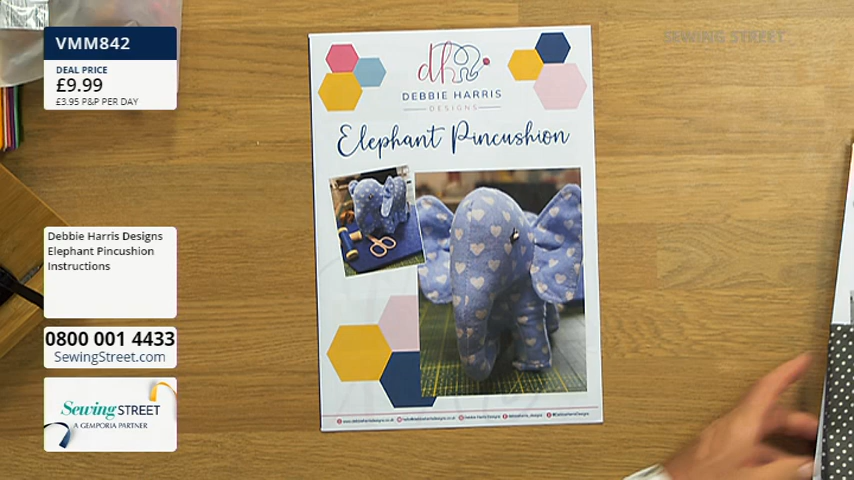 VMM842
DEAL PRICE
£9.99
£3.95 P&P PER DAY
Debbie Harris Designs
Elephant Pincushion
Instructions
0800 001 4433
SewingStreet.com
Sewing STREET
A GEMPORIA PARTNER
SEWING STREET
dh
DEBBIE HARRIS
DESIGNS
Elephant Pincushion